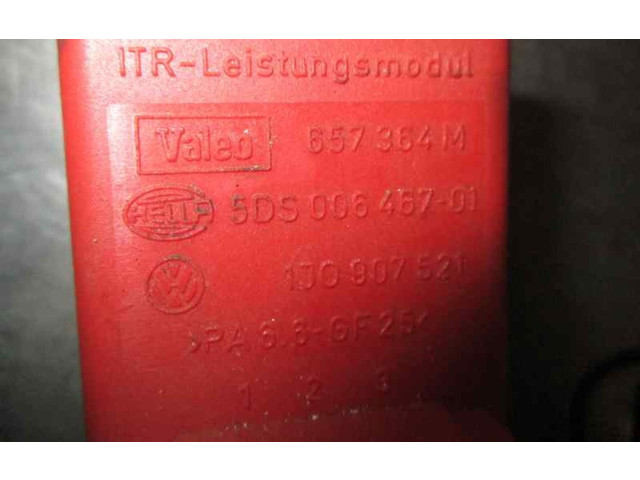 ITR-Leistungsmodul
Valeo 657 364 M
HELLA 5DS 006 467-01
VW 1J0 907 521
>PA 6.6-GF25<
1 2 3